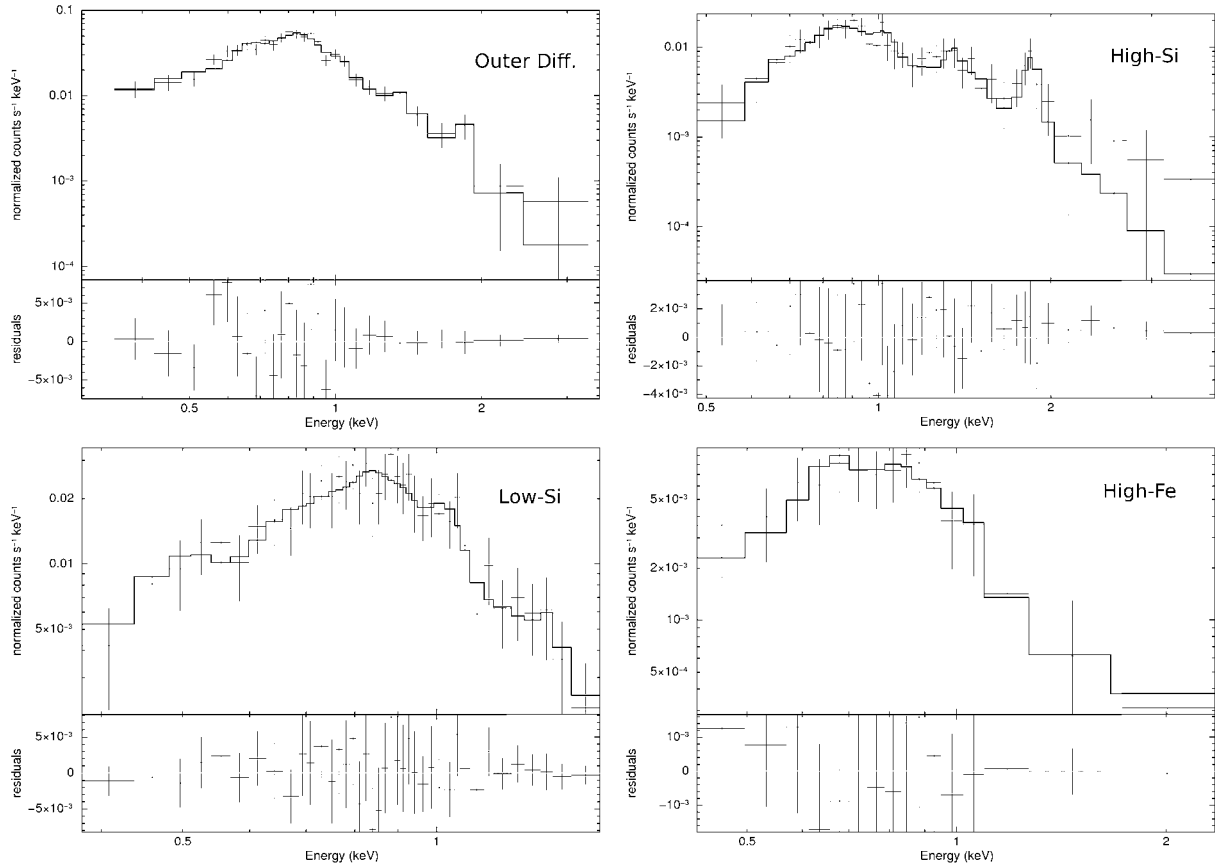 0.1
0.01
10⁻³
10⁻⁴
normalized counts s⁻¹ keV⁻¹
Outer Diff.
5×10⁻³
0
−5×10⁻³
residuals
0.5
1
2
Energy (keV)
0.01
10⁻³
10⁻⁴
normalized counts s⁻¹ keV⁻¹
High-Si
2×10⁻³
0
−2×10⁻³
−4×10⁻³
residuals
0.5
1
2
Energy (keV)
0.02
0.01
5×10⁻³
normalized counts s⁻¹ keV⁻¹
Low-Si
5×10⁻³
0
−5×10⁻³
residuals
0.5
1
Energy (keV)
5×10⁻³
2×10⁻³
10⁻³
5×10⁻⁴
normalized counts s⁻¹ keV⁻¹
High-Fe
10⁻³
0
−10⁻³
residuals
0.5
1
2
Energy (keV)